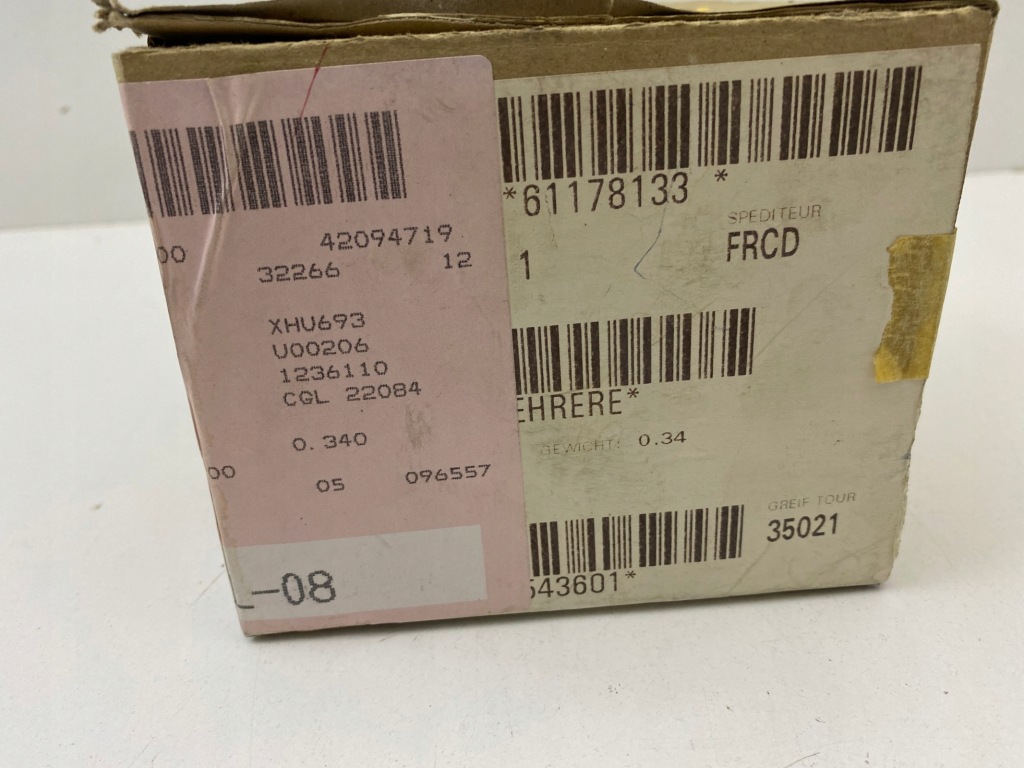 00
42094719
32266
12
XHU693
U00206
1236110
CGL 22084
0.340
00
05
096557
-08
*61178133 *
SPEDITEUR
1
FRCD
EHRERE*
GEWICHT: 0.34
GREIF TOUR
35021
543601*